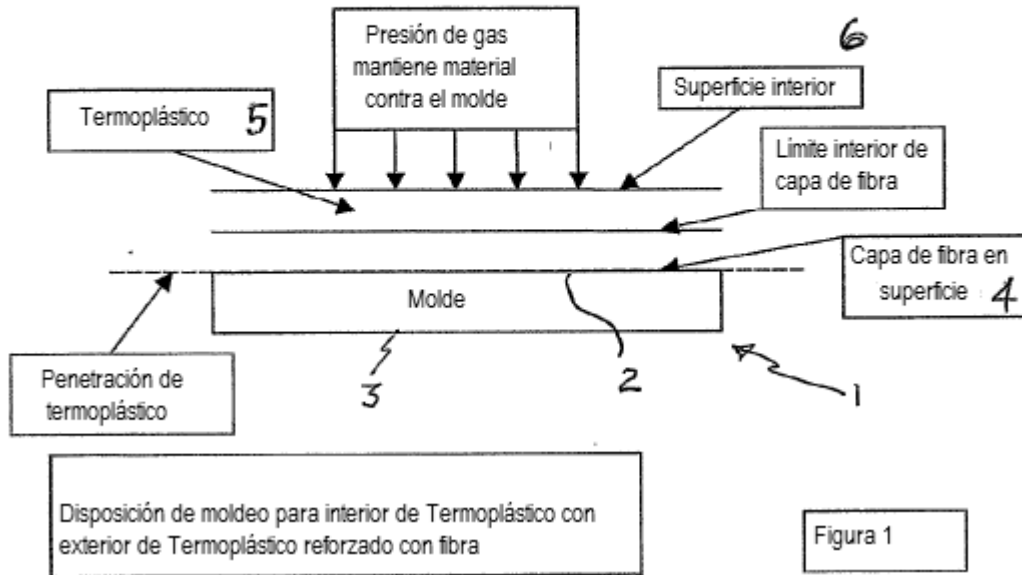 Presión de gas
mantiene material
contra el molde
6
Superficie interior
Termoplástico 5
Límite interior de
capa de fibra
Capa de fibra en
superficie 4
Molde
Penetración de
termoplástico
3
2
1
Disposición de moldeo para interior de Termoplástico con
exterior de Termoplástico reforzado con fibra
Figura 1